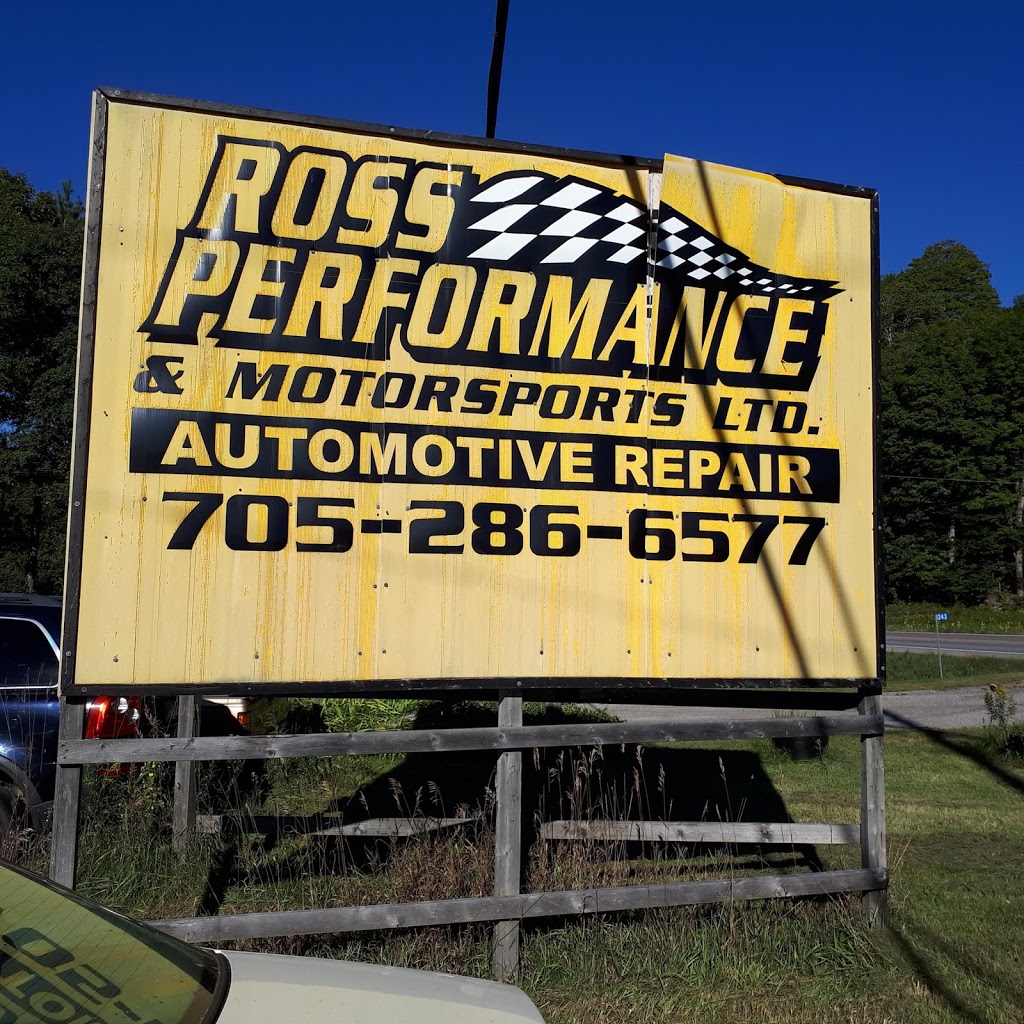 ROSS
PERFORMANCE
& MOTORSPORTS LTD.
AUTOMOTIVE REPAIR
705-286-6577